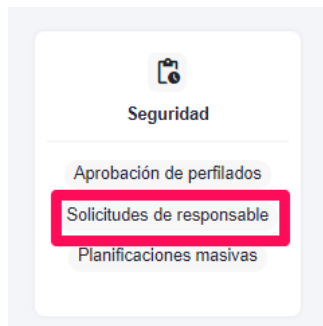 Seguridad
Aprobación de perfilados
Solicitudes de responsable
Planificaciones masivas